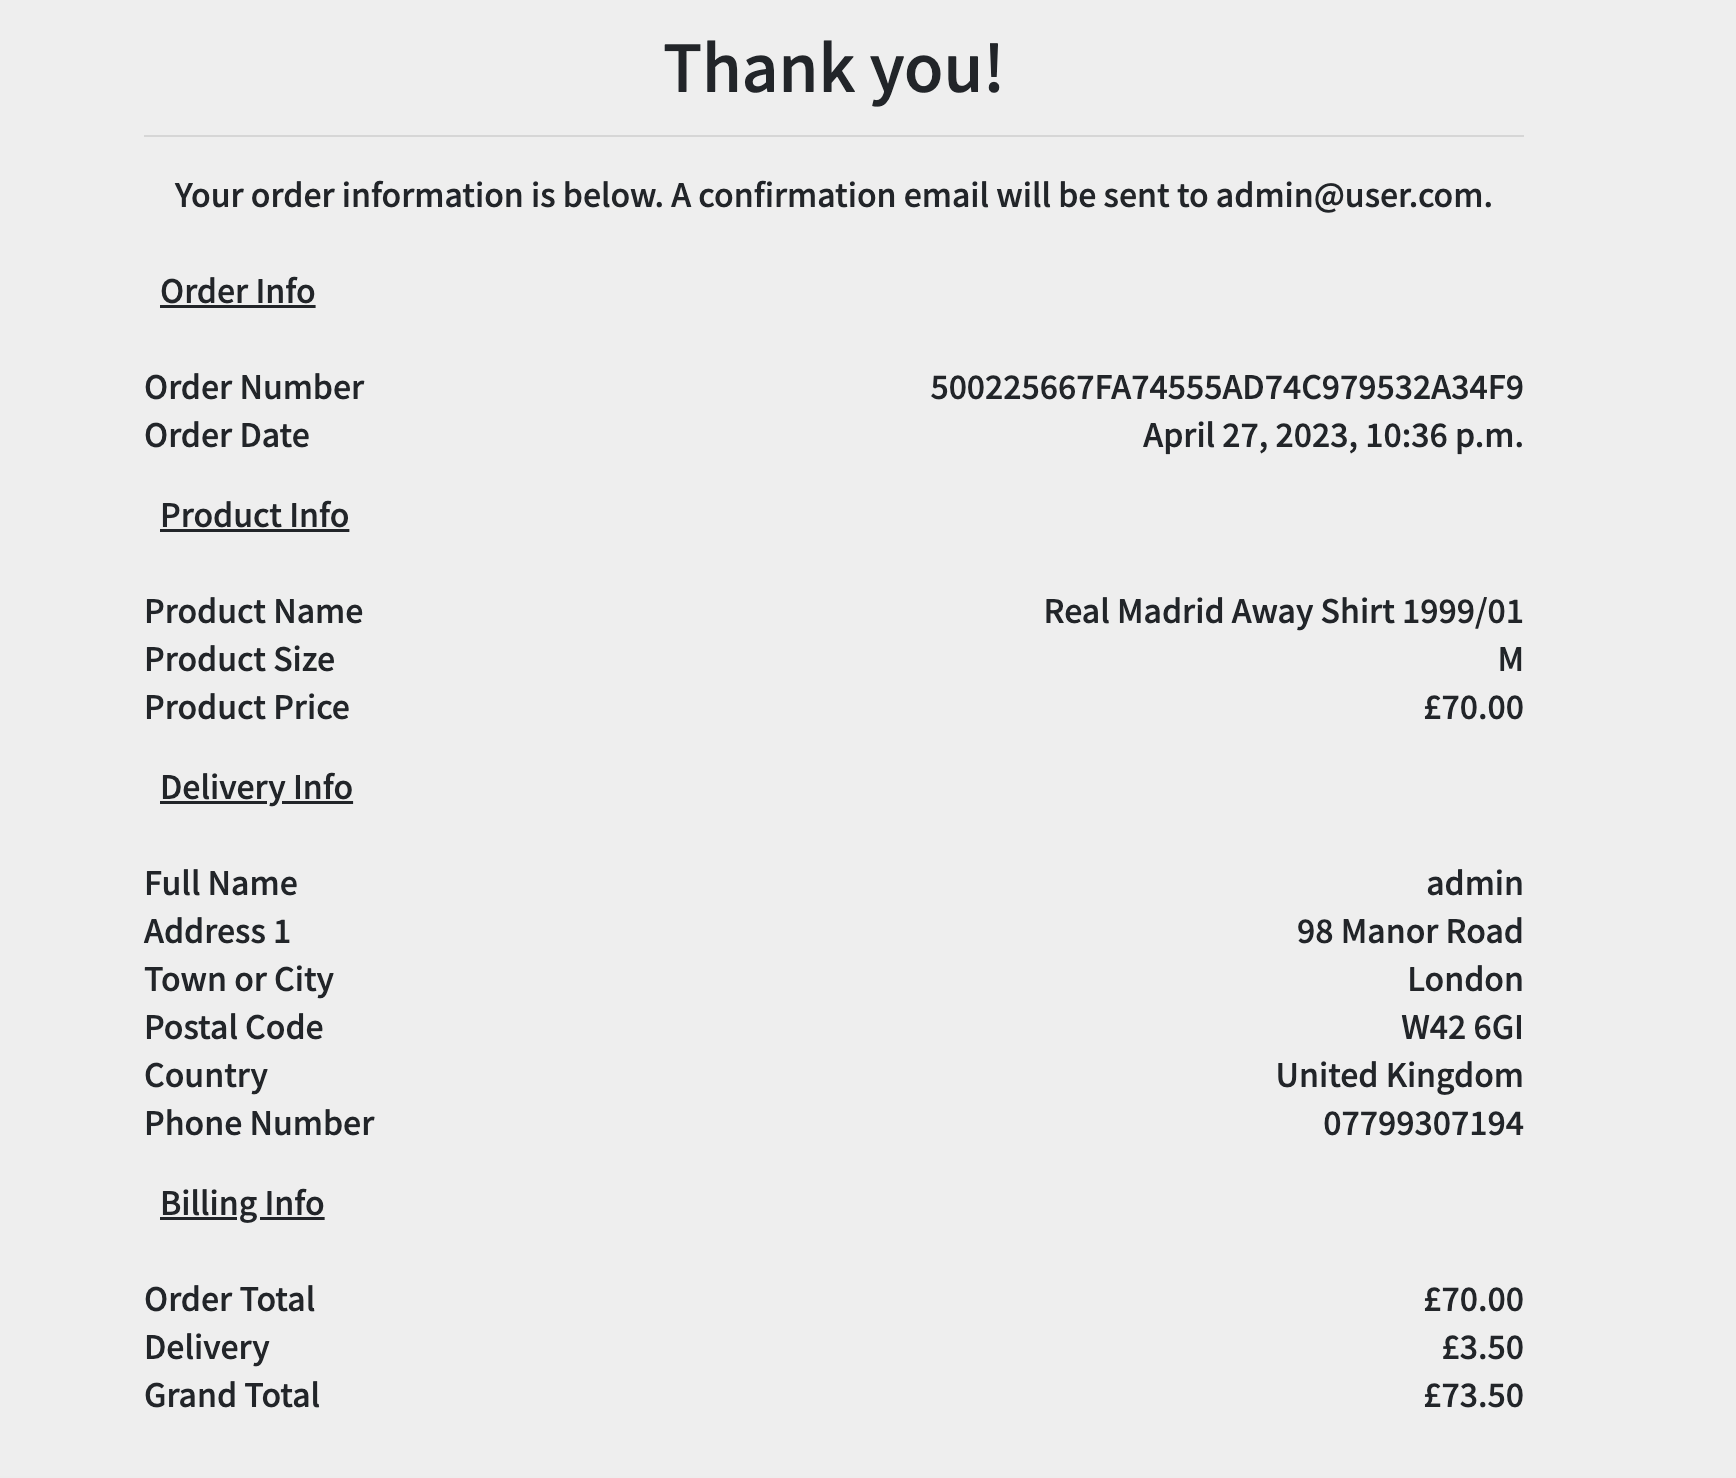 Thank you!
Your order information is below. A confirmation email will be sent to admin@user.com.
Order Info
Order Number 500225667FA74555AD74C979532A34F9
Order Date April 27, 2023, 10:36 p.m.
Product Info
Product Name Real Madrid Away Shirt 1999/01
Product Size M
Product Price £70.00
Delivery Info
Full Name admin
Address 1 98 Manor Road
Town or City London
Postal Code W42 6GI
Country United Kingdom
Phone Number 07799307194
Billing Info
Order Total £70.00
Delivery £3.50
Grand Total £73.50